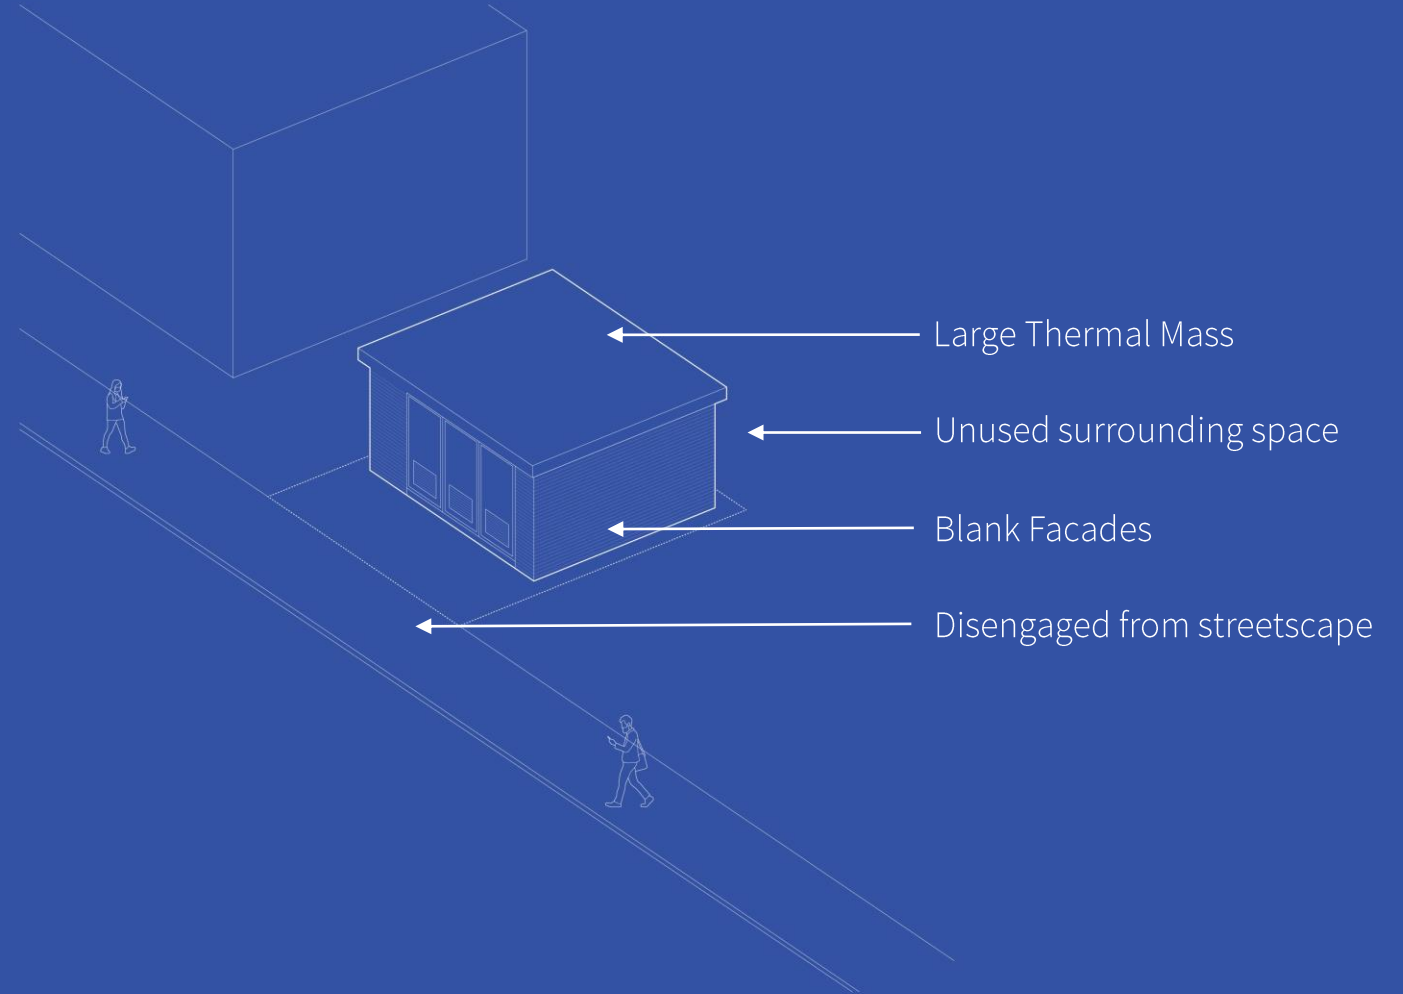 Large Thermal Mass
Unused surrounding space
Blank Facades
Disengaged from streetscape